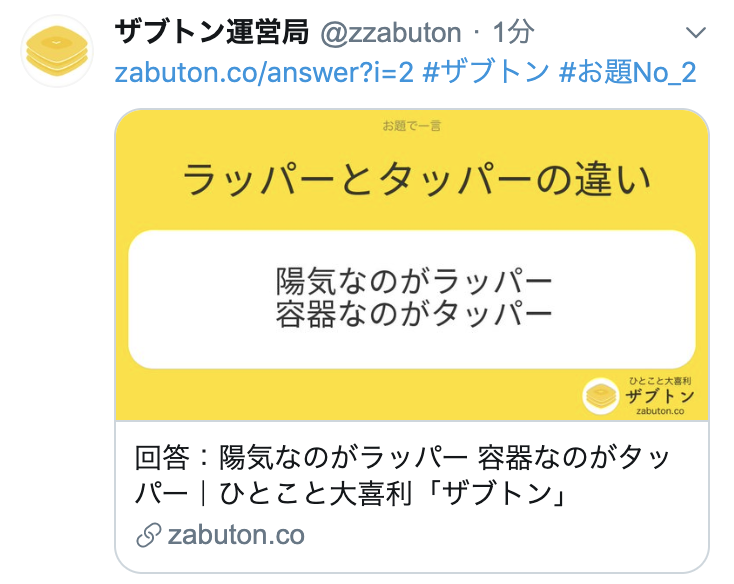 ザブトン運営局 @zzabuton · 1分
zabuton.co/answer?i=2 #ザブトン #お題No_2
お題で一言
ラッパーとタッパーの違い
陽気なのがラッパー
容器なのがタッパー
ひとこと大喜利
ザブトン
zabuton.co
回答：陽気なのがラッパー 容器なのがタッ
パー｜ひとこと大喜利「ザブトン」
zabuton.co